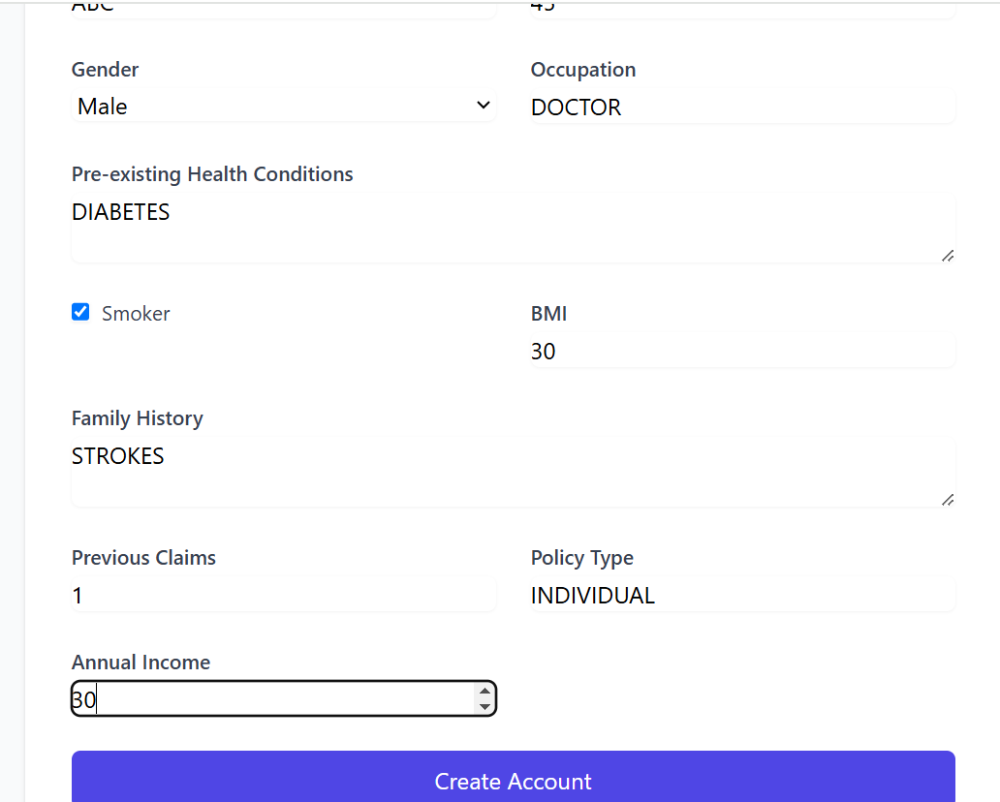 ABC 45
Gender Occupation
Male DOCTOR
Pre-existing Health Conditions
DIABETES
Smoker BMI
30
Family History
STROKES
Previous Claims Policy Type
1 INDIVIDUAL
Annual Income
30
Create Account